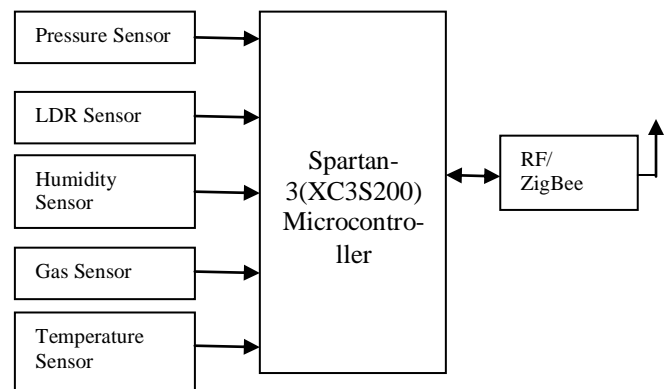 Pressure Sensor
LDR Sensor
Humidity
Sensor
Gas Sensor
Temperature
Sensor
Spartan-
3(XC3S200)
Microcontro-
ller
RF/
ZigBee